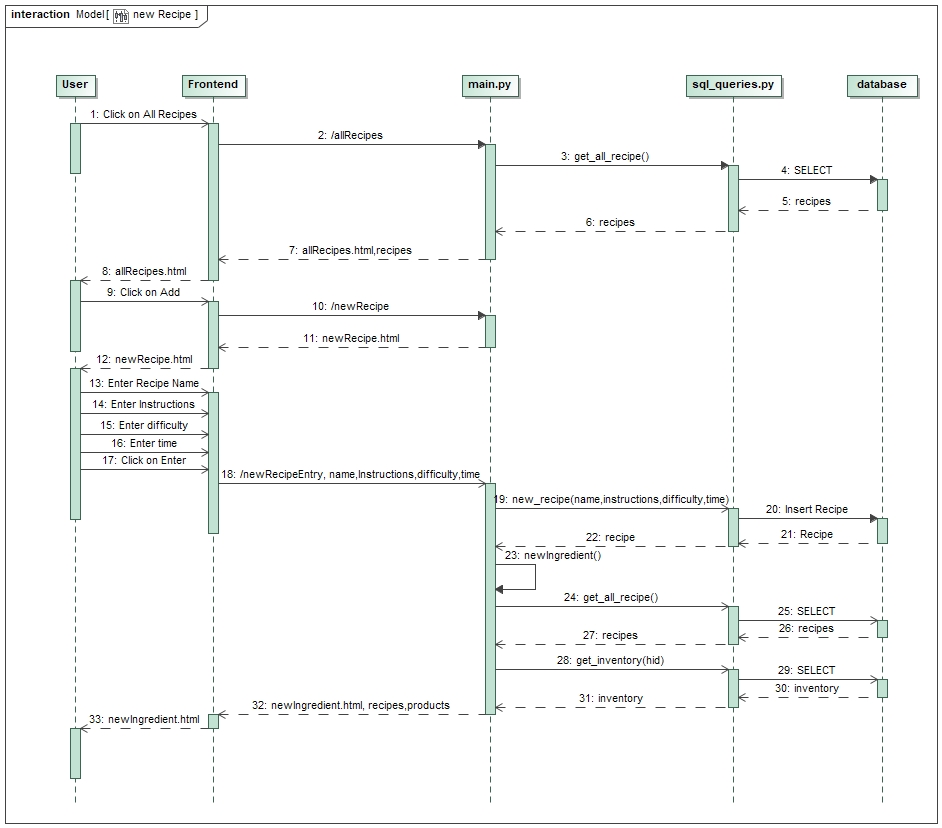 interaction Model[ new Recipe ]
User
Frontend
main.py
sql_queries.py
database
1: Click on All Recipes
2: /allRecipes
3: get_all_recipe()
4: SELECT
5: recipes
6: recipes
7: allRecipes.html,recipes
8: allRecipes.html
9: Click on Add
10: /newRecipe
11: newRecipe.html
12: newRecipe.html
13: Enter Recipe Name
14: Enter Instructions
15: Enter difficulty
16: Enter time
17: Click on Enter
18: /newRecipeEntry, name,Instructions,difficulty,time
19: new_recipe(name,instructions,difficulty,time)
20: Insert Recipe
21: Recipe
22: recipe
23: newIngredient()
24: get_all_recipe()
25: SELECT
26: recipes
27: recipes
28: get_inventory(hid)
29: SELECT
30: inventory
31: inventory
32: newIngredient.html, recipes,products
33: newIngredient.html